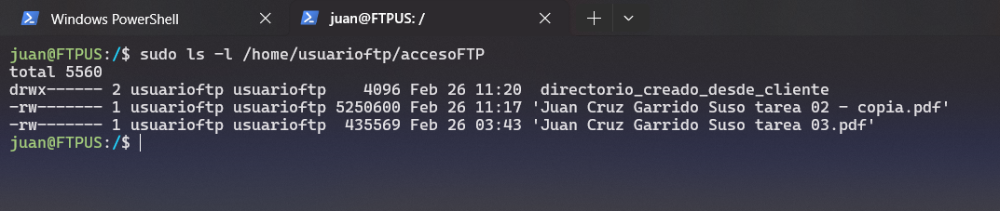 Windows PowerShell
juan@FTPUS: /
juan@FTPUS:/$ sudo ls -l /home/usuarioftp/accesoFTP
total 5560
drwx------ 2 usuarioftp usuarioftp    4096 Feb 26 11:20  directorio_creado_desde_cliente
-rw------- 1 usuarioftp usuarioftp 5250600 Feb 26 11:17 'Juan Cruz Garrido Suso tarea 02 - copia.pdf'
-rw------- 1 usuarioftp usuarioftp  435569 Feb 26 03:43 'Juan Cruz Garrido Suso tarea 03.pdf'
juan@FTPUS:/$